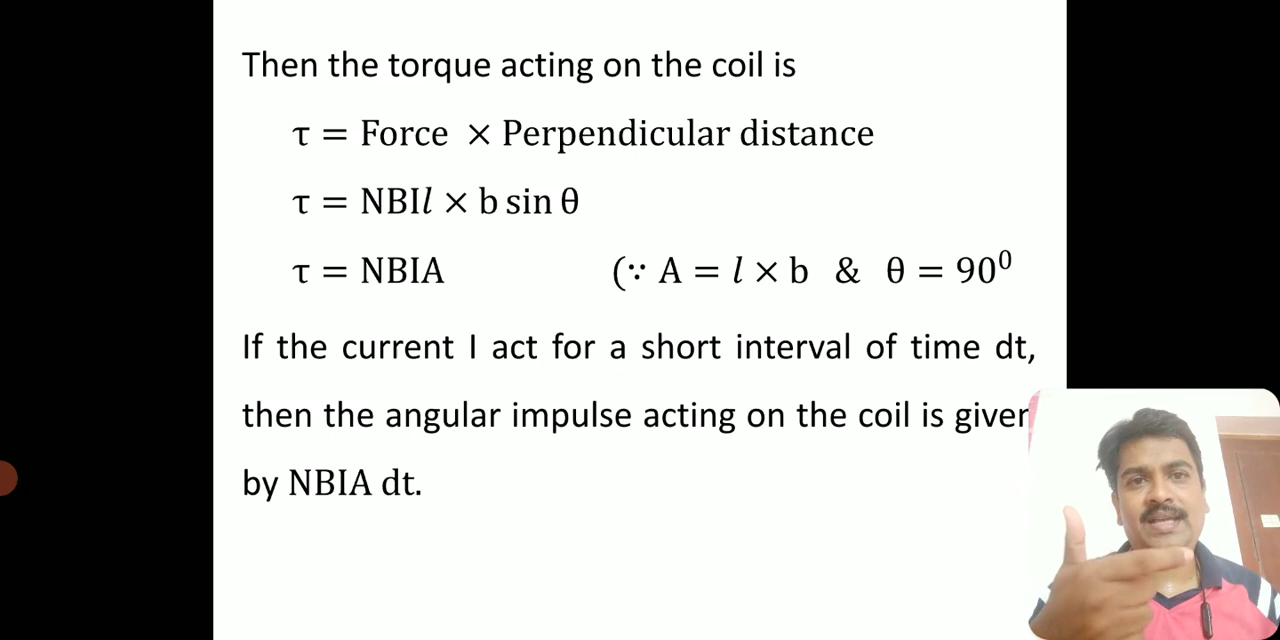 Then the torque acting on the coil is
τ = Force × Perpendicular distance
τ = NBIl × b sin θ
τ = NBIA (∵ A = l × b & θ = 90⁰
If the current I act for a short interval of time dt,
then the angular impulse acting on the coil is given
by NBIA dt.